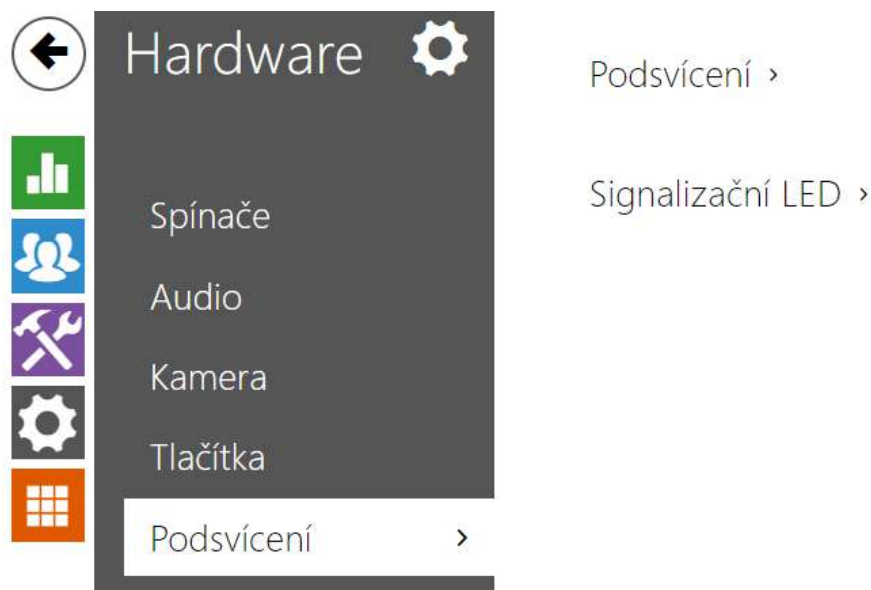 Hardware
Spínače
Audio
Kamera
Tlačítka
Podsvícení
Podsvícení
Signalizační LED